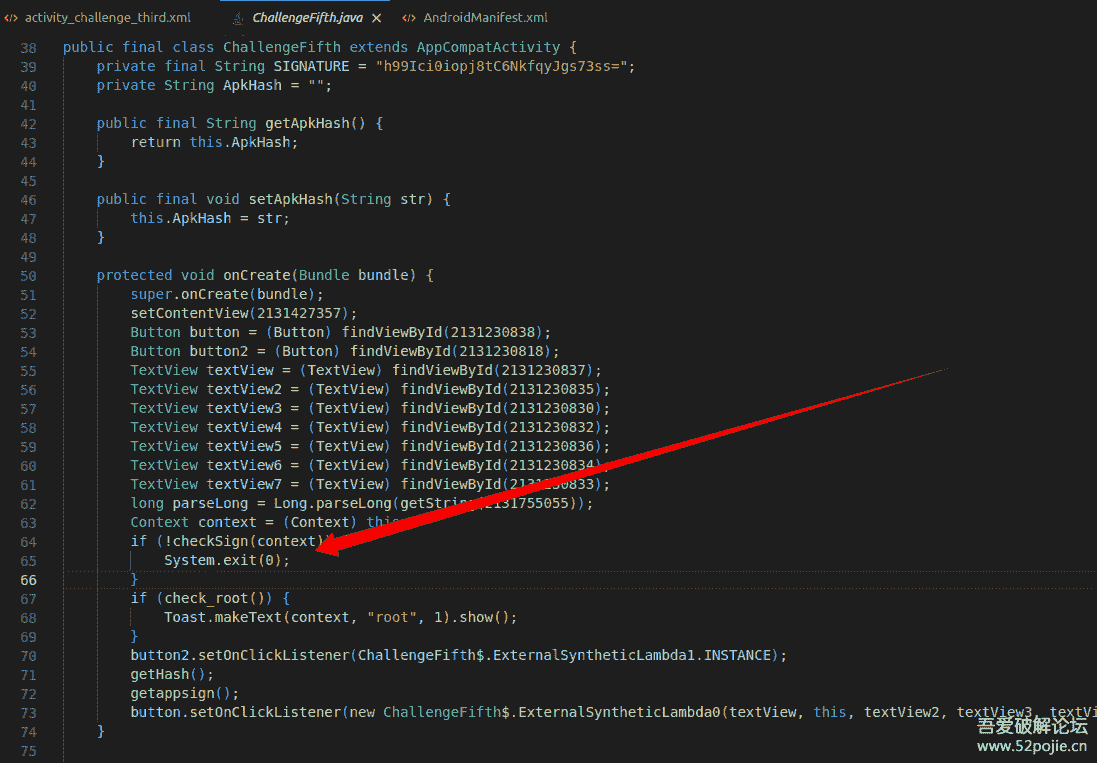 activity_challenge_third.xml ChallengeFifth.java AndroidManifest.xml
38 public final class ChallengeFifth extends AppCompatActivity {
39 private final String SIGNATURE = "h99Ici0iopj8tC6NkfqyJgs73ss=";
40 private String ApkHash = "";
41
42 public final String getApkHash() {
43 return this.ApkHash;
44 }
45
46 public final void setApkHash(String str) {
47 this.ApkHash = str;
48 }
49
50 protected void onCreate(Bundle bundle) {
51 super.onCreate(bundle);
52 setContentView(2131427357);
53 Button button = (Button) findViewById(2131230838);
54 Button button2 = (Button) findViewById(2131230818);
55 TextView textView = (TextView) findViewById(2131230837);
56 TextView textView2 = (TextView) findViewById(2131230835);
57 TextView textView3 = (TextView) findViewById(2131230830);
58 TextView textView4 = (TextView) findViewById(2131230832);
59 TextView textView5 = (TextView) findViewById(2131230836);
60 TextView textView6 = (TextView) findViewById(2131230834);
61 TextView textView7 = (TextView) findViewById(2131230833);
62 long parseLong = Long.parseLong(getString(2131755055));
63 Context context = (Context) this
64 if (!checkSign(context)
65 System.exit(0);
66 }
67 if (check_root()) {
68 Toast.makeText(context, "root", 1).show();
69 }
70 button2.setOnClickListener(ChallengeFifth$.ExternalSyntheticLambda1.INSTANCE);
71 getHash();
72 getappsign();
73 button.setOnClickListener(new ChallengeFifth$.ExternalSyntheticLambda0(textView, this, textView2, textView3, textVi
74 }
75
吾爱破解论坛
www.52pojie.cn